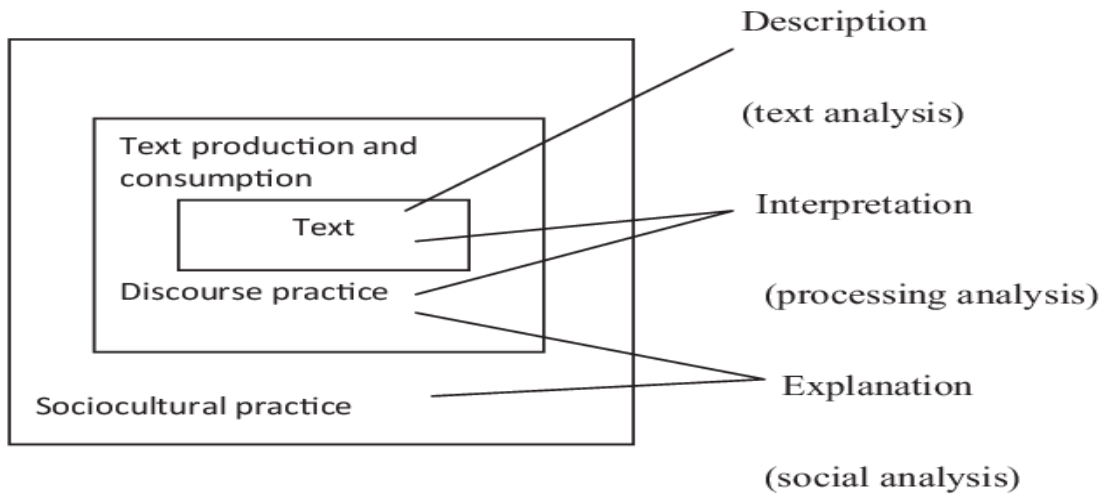 Description
(text analysis)
Text production and
consumption
Text
Interpretation
Discourse practice
(processing analysis)
Explanation
Sociocultural practice
(social analysis)